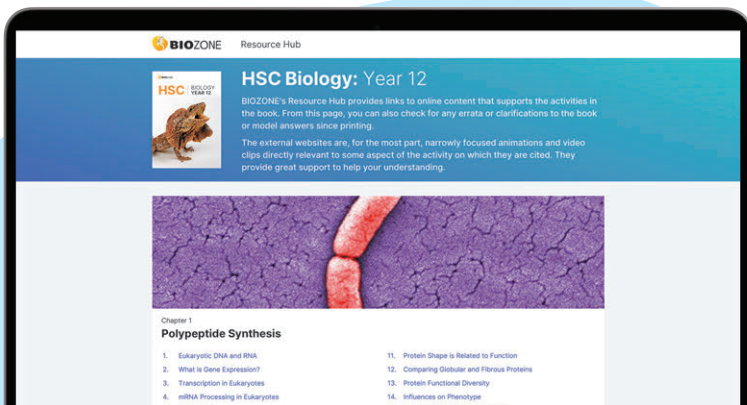 BIOZONE Resource Hub
HSC BIOLOGY
YEAR 12
HSC Biology: Year 12
BIOZONE's Resource Hub provides links to online content that supports the activities in
the book. From this page, you can also check for any errata or clarifications to the book
or model answers since printing.
The external websites are, for the most part, narrowly focused animations and video
clips directly relevant to some aspect of the activity on which they are cited. They
provide great support to help your understanding.
Chapter 1
Polypeptide Synthesis
1. Eukaryotic DNA and RNA
2. What is Gene Expression?
3. Transcription in Eukaryotes
4. mRNA Processing in Eukaryotes
11. Protein Shape is Related to Function
12. Comparing Globular and Fibrous Proteins
13. Protein Functional Diversity
14. Influences on Phenotype